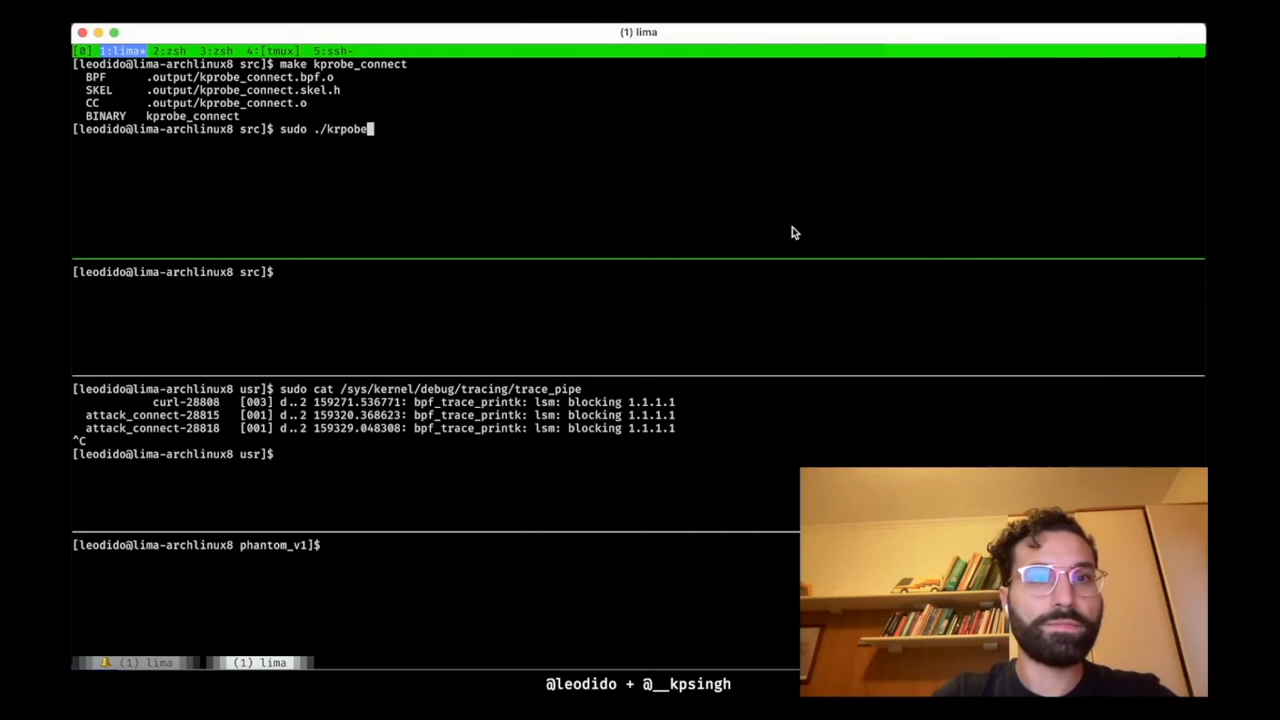 (1) lima
[0] 1:lima* 2:zsh 3:zsh 4:[tmux] 5:ssh-
[leodido@lima-archlinux8 src]$ make kprobe_connect
BPF .output/kprobe_connect.bpf.o
SKEL .output/kprobe_connect.skel.h
CC .output/kprobe_connect.o
BINARY kprobe_connect
[leodido@lima-archlinux8 src]$ sudo ./krpobe
[leodido@lima-archlinux8 src]$
[leodido@lima-archlinux8 usr]$ sudo cat /sys/kernel/debug/tracing/trace_pipe
curl-28808 [003] d..2 159271.536771: bpf_trace_printk: lsm: blocking 1.1.1.1
attack_connect-28815 [001] d..2 159320.368623: bpf_trace_printk: lsm: blocking 1.1.1.1
attack_connect-28818 [001] d..2 159329.048308: bpf_trace_printk: lsm: blocking 1.1.1.1
^C
[leodido@lima-archlinux8 usr]$
[leodido@lima-archlinux8 phantom_v1]$
(1) lima (1) lima
@leodido + @__kpsingh